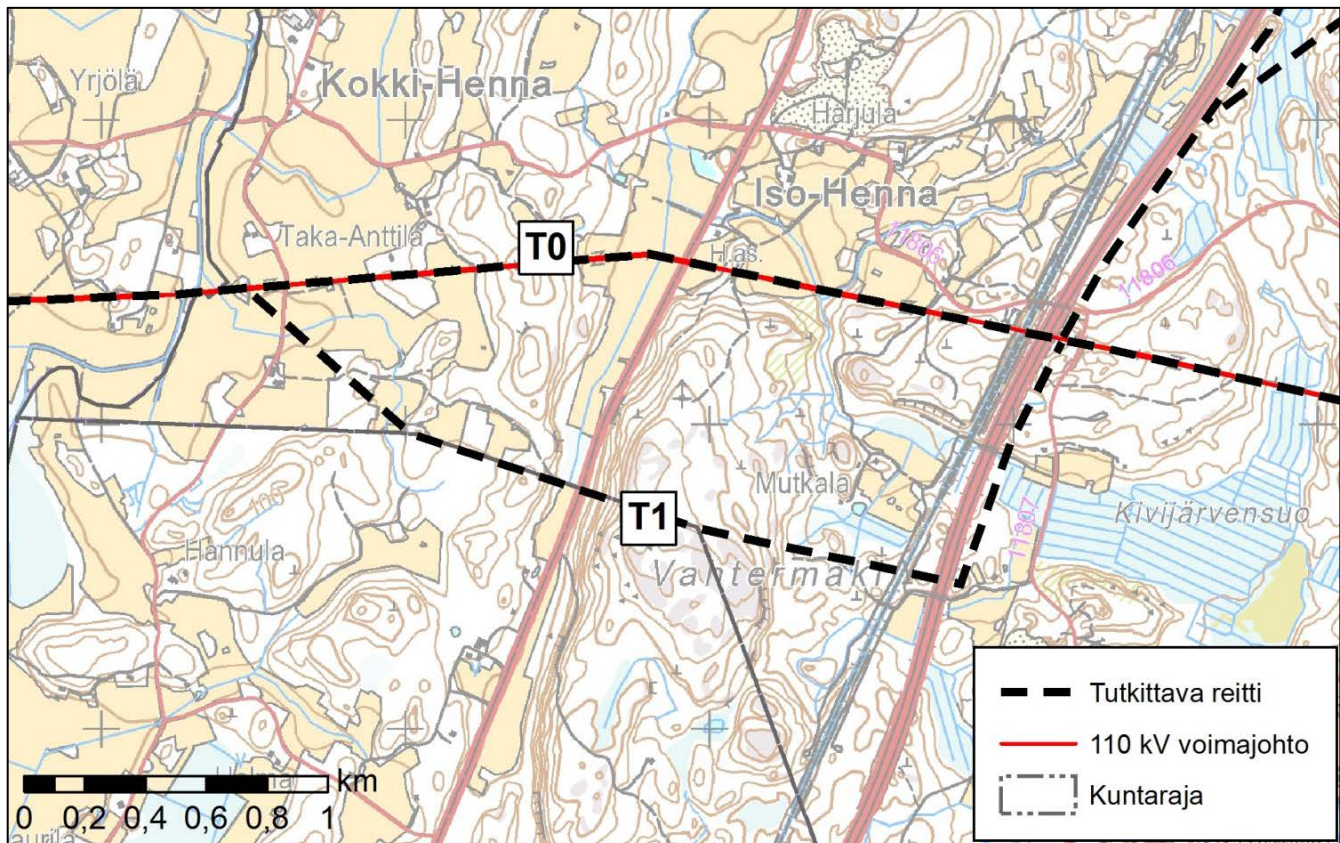 Yrjölä
Kokki-Henna
Harjula
Iso-Henna
Taka-Anttila
T0
H.as.
11806
11806
Mutkala
T1
11807
Kivijärvensuo
Hannula
Vahtermäki
Tutkittava reitti
110 kV voimajohto
Kuntaraja
km
0 0,2 0,4 0,6 0,8 1